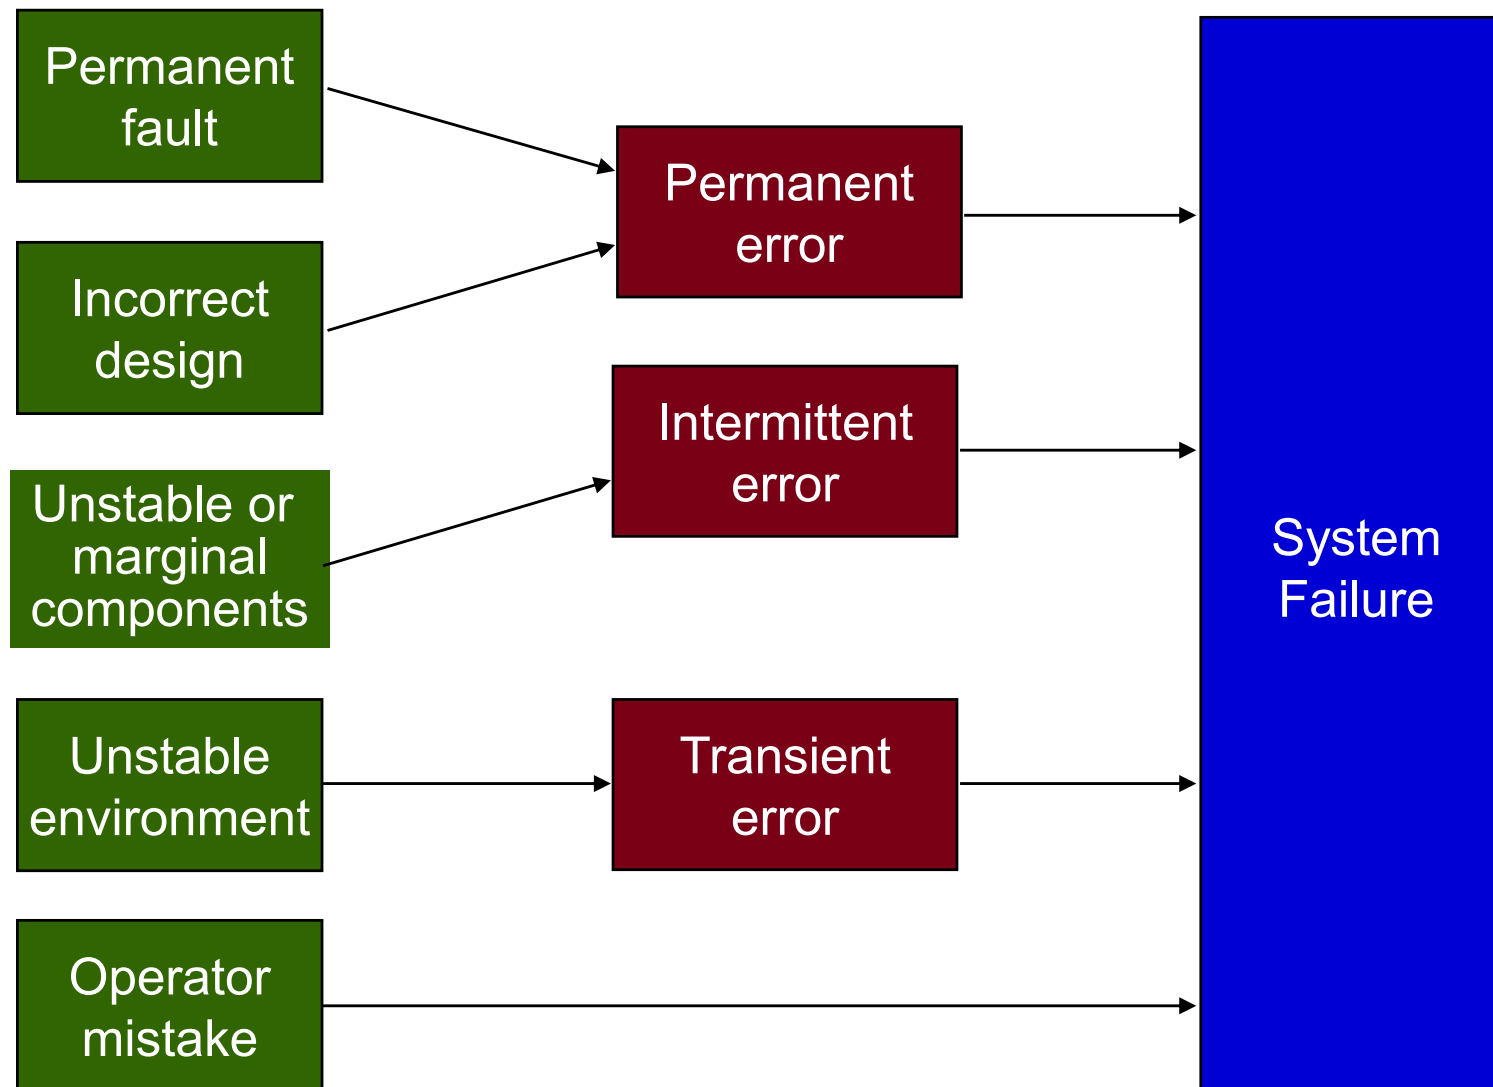 Permanent
fault
Incorrect
design
Unstable or
marginal
components
Unstable
environment
Operator
mistake
Permanent
error
Intermittent
error
Transient
error
System
Failure